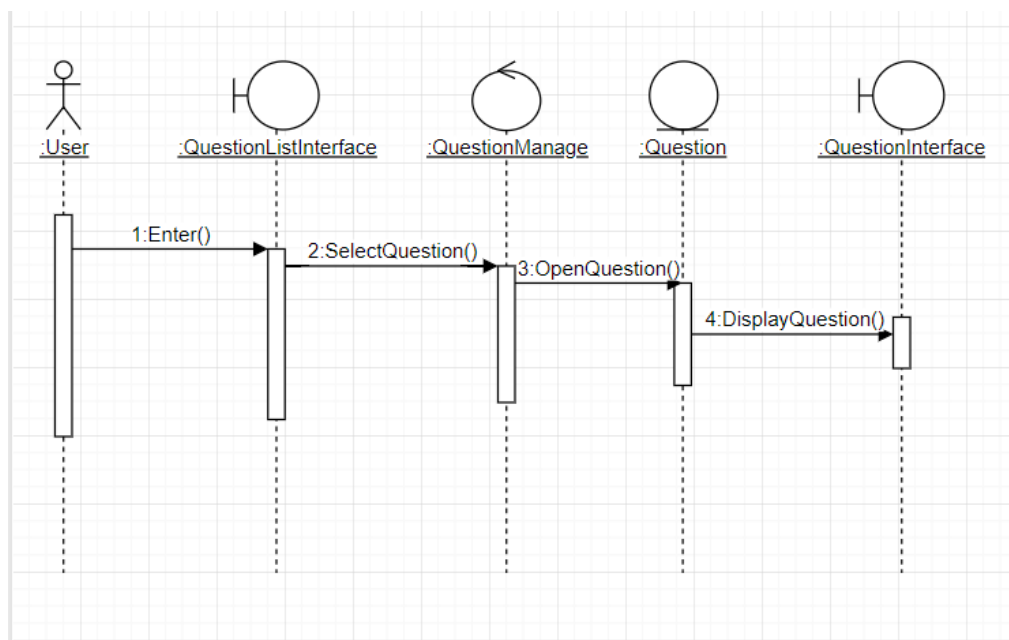 :User
:QuestionListInterface
:QuestionManage
:Question
:QuestionInterface
1:Enter()
2:SelectQuestion()
3:OpenQuestion()
4:DisplayQuestion()